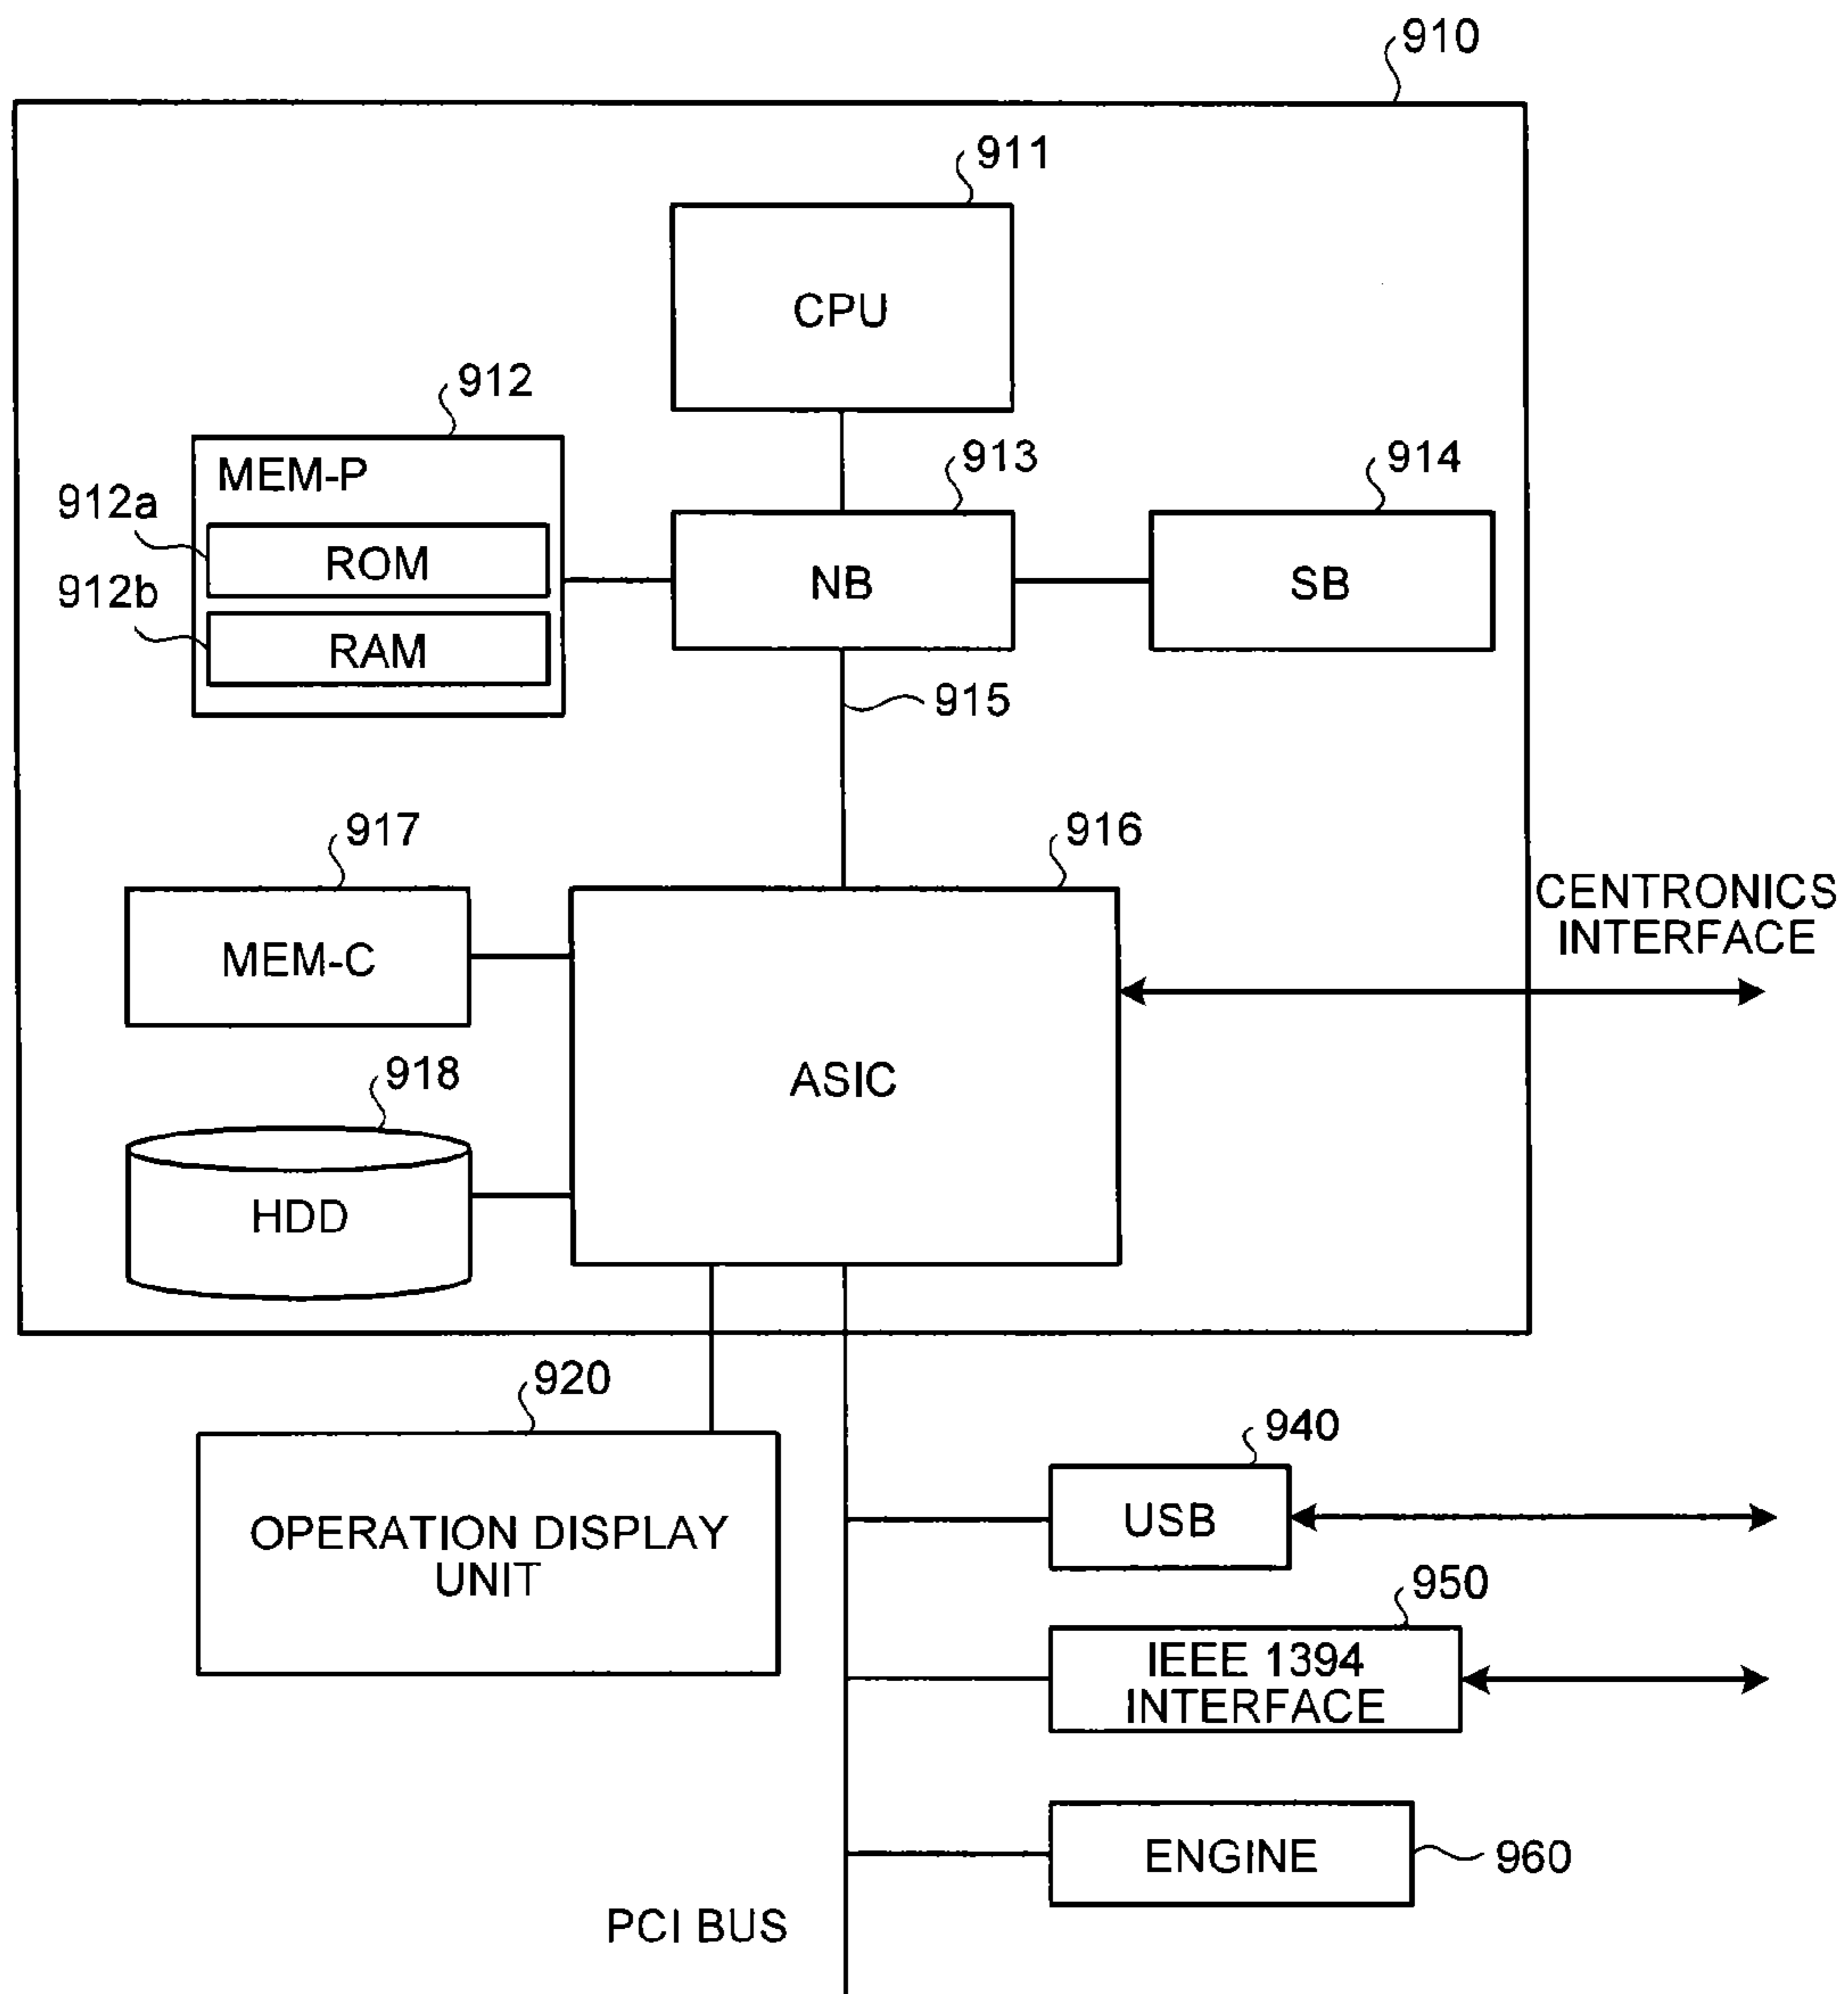 910
911
CPU
912
MEM-P
912a
ROM
912b
RAM
913
NB
914
SB
915
917
MEM-C
916
ASIC
CENTRONICS
INTERFACE
918
HDD
920
OPERATION DISPLAY
UNIT
940
USB
950
IEEE 1394
INTERFACE
ENGINE
960
PCI BUS